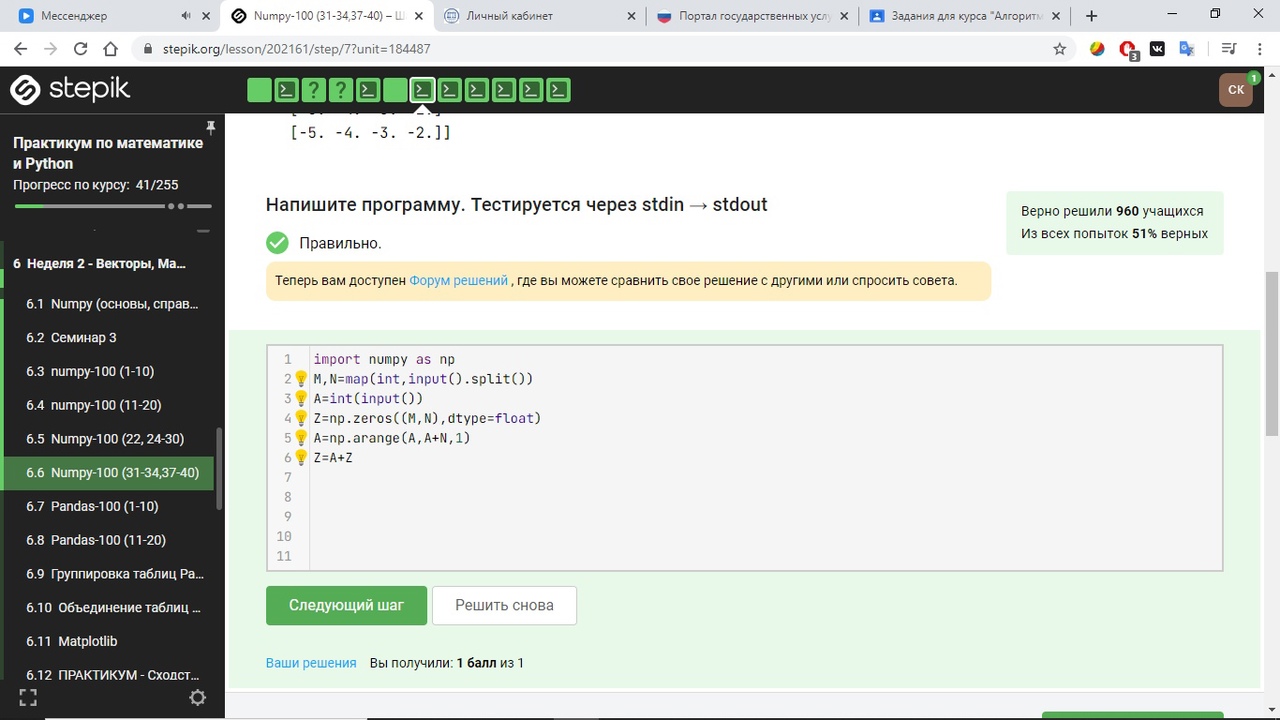 Мессенджер
Numpy-100 (31-34,37-40) – Ш
Личный кабинет
Портал государственных услу
Задания для курса "Алгоритм
stepik.org/lesson/202161/step/7?unit=184487
3
stepik
СК
1
Практикум по математике
и Python
Прогресс по курсу: 41/255
6 Неделя 2 - Векторы, Ма...
6.1 Numpy (основы, справ...
6.2 Семинар 3
6.3 numpy-100 (1-10)
6.4 numpy-100 (11-20)
6.5 Numpy-100 (22, 24-30)
6.6 Numpy-100 (31-34,37-40)
6.7 Pandas-100 (1-10)
6.8 Pandas-100 (11-20)
6.9 Группировка таблиц Pa...
6.10 Объединение таблиц ...
6.11 Matplotlib
6.12 ПРАКТИКУМ - Сходст...
[-5. -4. -3. -2.]]
Напишите программу. Тестируется через stdin → stdout
Верно решили 960 учащихся
Из всех попыток 51% верных
Правильно.
Теперь вам доступен Форум решений , где вы можете сравнить свое решение с другими или спросить совета.
1 import numpy as np
2 M,N=map(int,input().split())
3 A=int(input())
4 Z=np.zeros((M,N),dtype=float)
5 A=np.arange(A,A+N,1)
6 Z=A+Z
7
8
9
10
11
Следующий шаг
Решить снова
Ваши решения Вы получили: 1 балл из 1